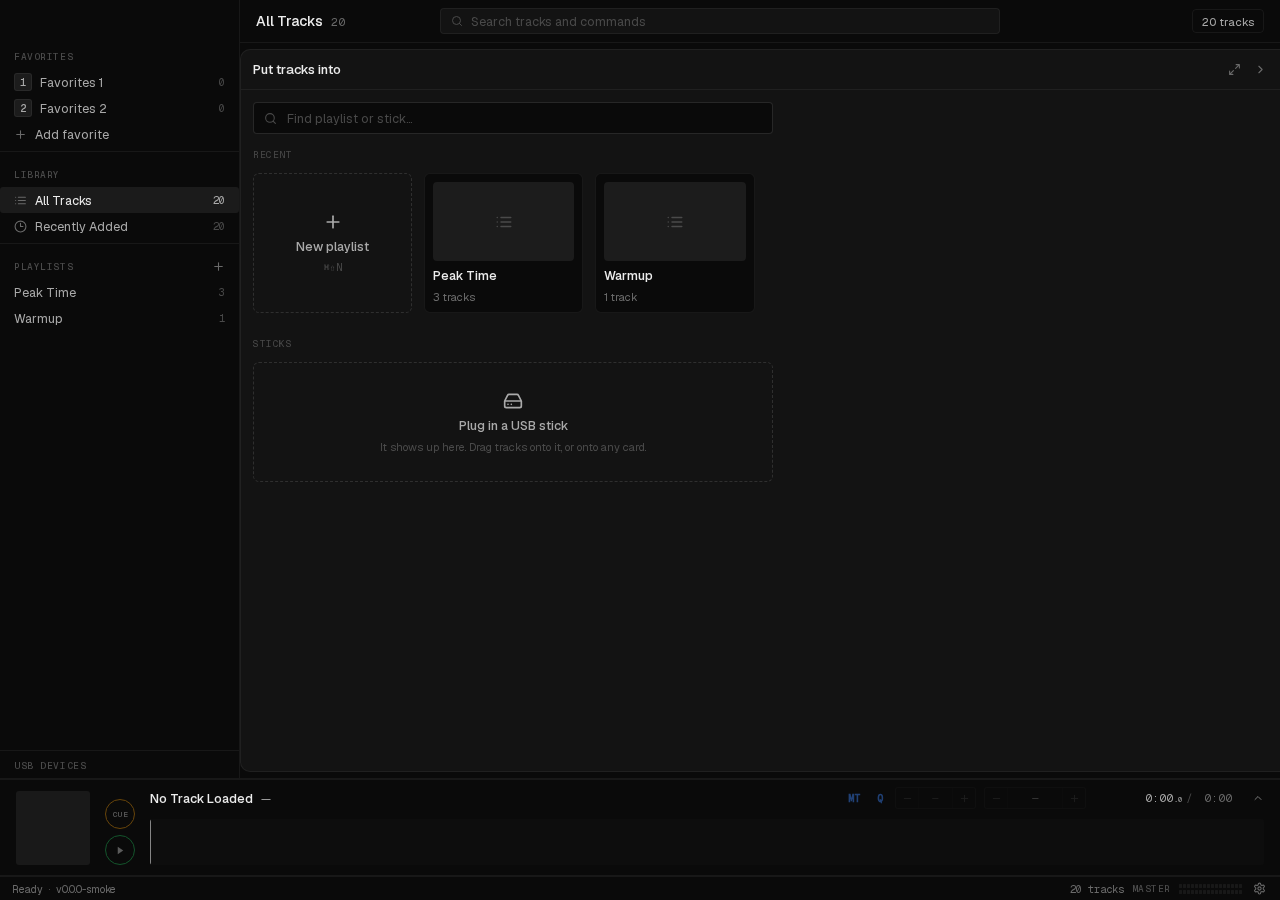 All Tracks 20
Search tracks and commands
20 tracks
FAVORITES
1 Favorites 1 0
2 Favorites 2 0
Add favorite
LIBRARY
All Tracks 20
Recently Added 20
PLAYLISTS
Peak Time 3
Warmup 1
USB DEVICES
Put tracks into
Find playlist or stick...
RECENT
New playlist
⌘⇧N
Peak Time
3 tracks
Warmup
1 track
STICKS
Plug in a USB stick
It shows up here. Drag tracks onto it, or onto any card.
CUE
No Track Loaded —
MT Q
0:00.0 / 0:00
Ready · v0.0.0-smoke
20 tracks MASTER